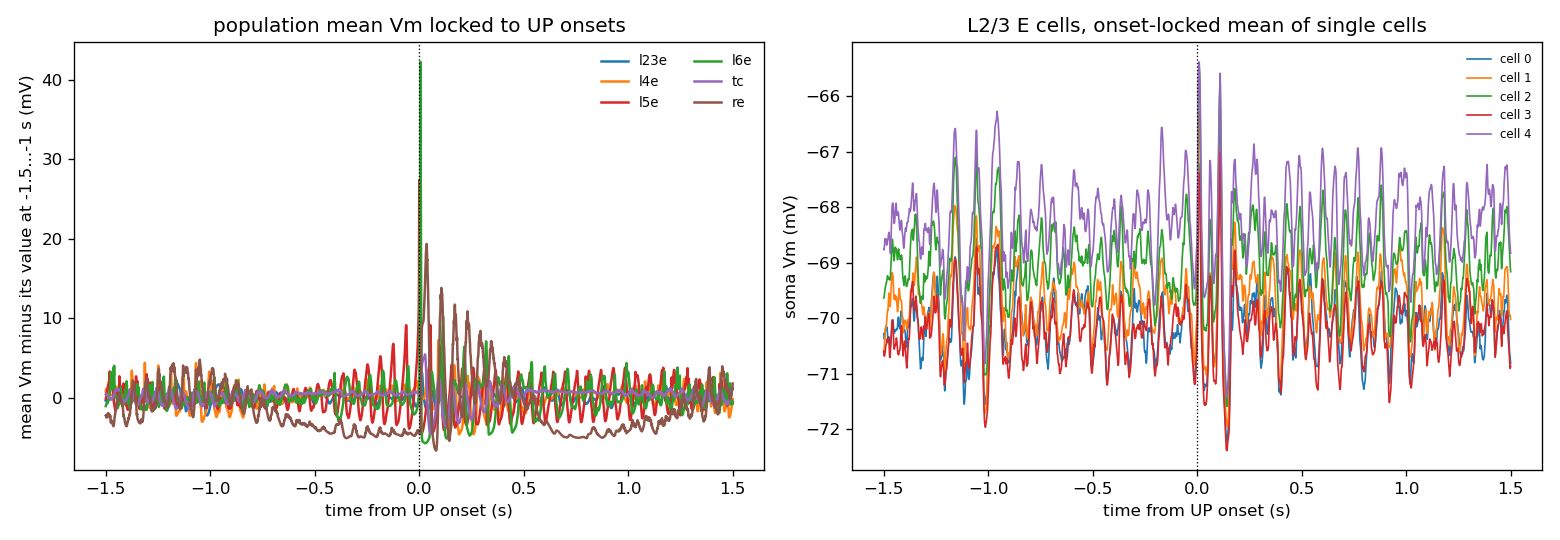 population mean Vm locked to UP onsets
mean Vm minus its value at -1.5...-1 s (mV)
40
30
20
10
0
−1.5 −1.0 −0.5 0.0 0.5 1.0 1.5
time from UP onset (s)
l23e l6e
l4e tc
l5e re
L2/3 E cells, onset-locked mean of single cells
soma Vm (mV)
−66
−67
−68
−69
−70
−71
−72
−1.5 −1.0 −0.5 0.0 0.5 1.0 1.5
time from UP onset (s)
cell 0
cell 1
cell 2
cell 3
cell 4